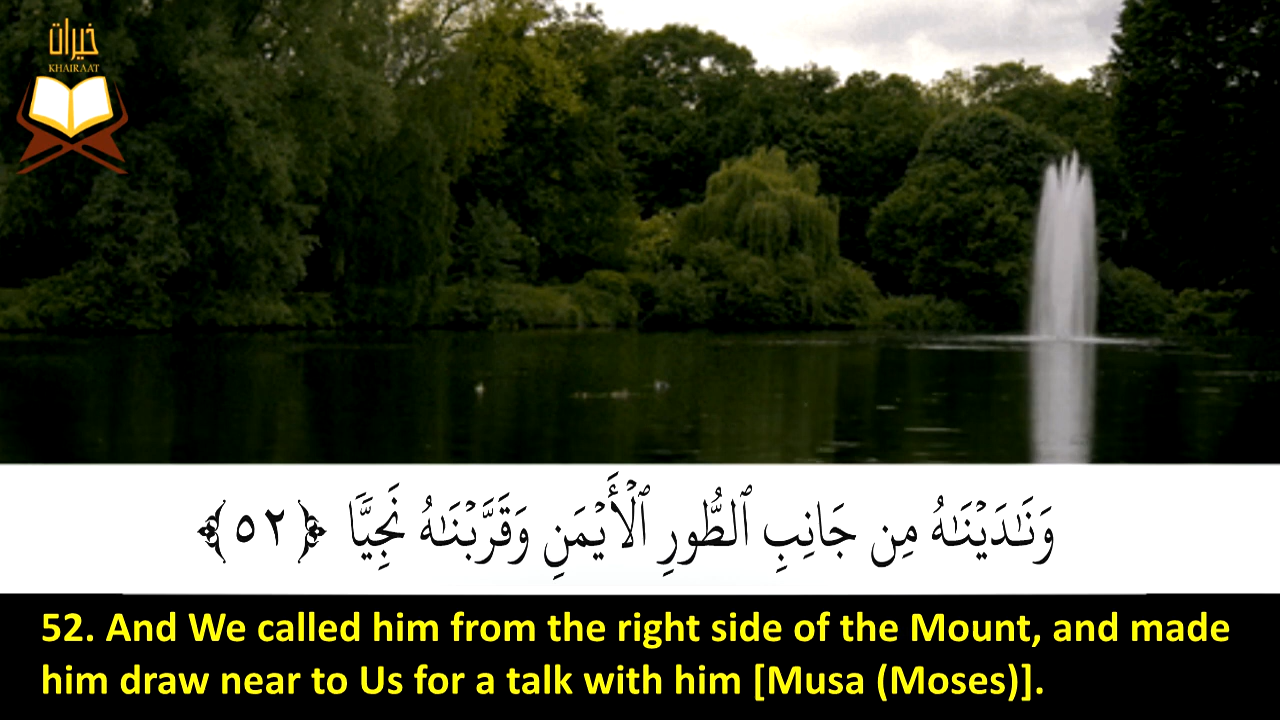 خيرات
KHAIRAAT
وَنَـٰدَيْنَـٰهُ مِن جَانِبِ ٱلطُّورِ ٱلْأَيْمَنِ وَقَرَّبْنَـٰهُ نَجِيًّا ﴿٥٢﴾
52. And We called him from the right side of the Mount, and made
him draw near to Us for a talk with him [Musa (Moses)].